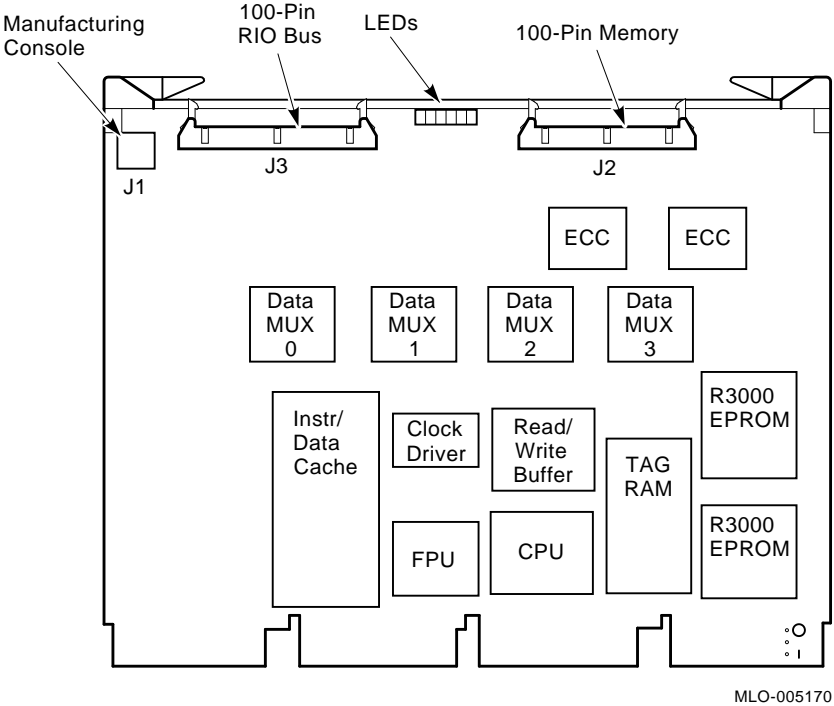 Manufacturing
Console
100-Pin
RIO Bus
LEDs
100-Pin Memory
J1
J3
J2
ECC
ECC
Data
MUX
0
Data
MUX
1
Data
MUX
2
Data
MUX
3
Instr/
Data
Cache
Clock
Driver
Read/
Write
Buffer
TAG
RAM
R3000
EPROM
FPU
CPU
R3000
EPROM
MLO-005170